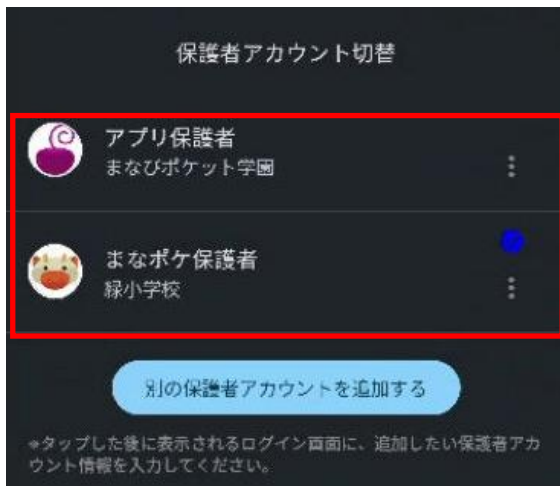 保護者アカウント切替
アプリ保護者
まなびポケット学園
まなポケ保護者
緑小学校
別の保護者アカウントを追加する
*タップした後に表示されるログイン画面に、追加したい保護者アカ
ウント情報を入力してください。